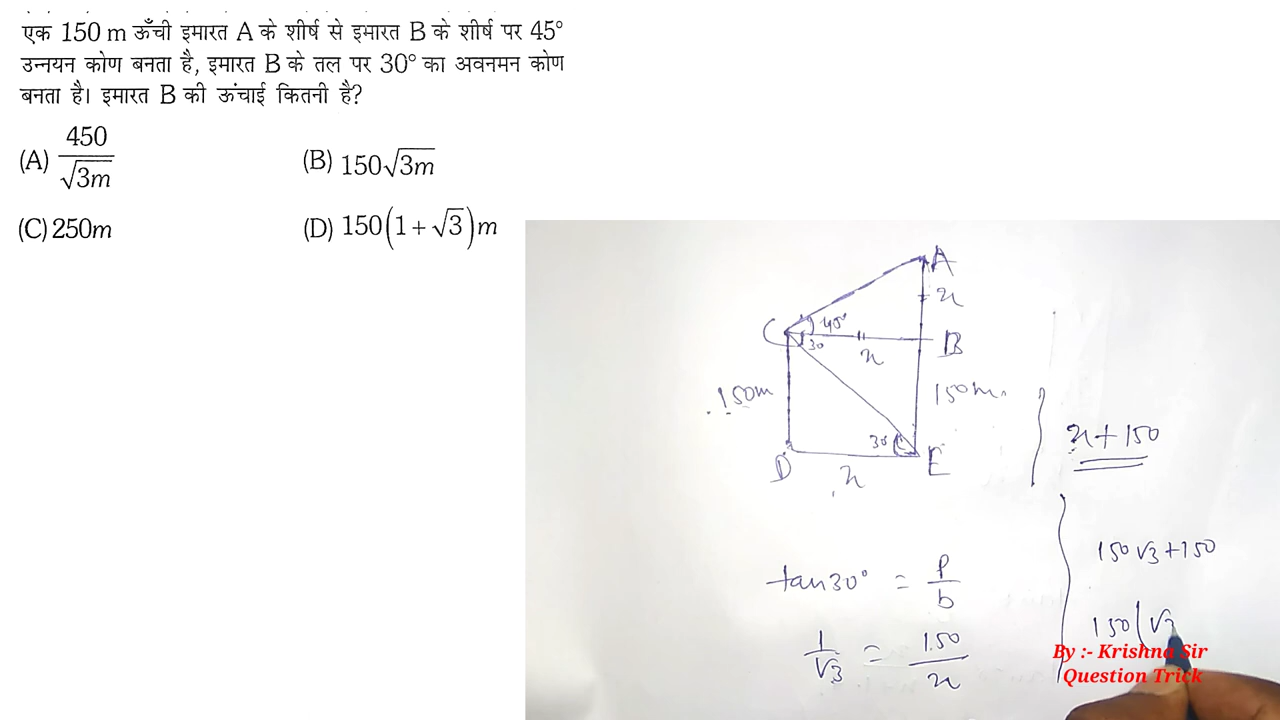 एक 150 m ऊँची इमारत A के शीर्ष से इमारत B के शीर्ष पर 45°
उन्नयन कोण बनता है, इमारत B के तल पर 30° का अवनमन कोण
बनता है। इमारत B की ऊंचाई कितनी है?
(A) 450/√3m
(B) 150√3m
(C) 250m
(D) 150(1 + √3)m
A
x
C 45°
30 B
x
150m 150m
x + 150
30
D E
x
150√3 + 150
tan30° = P/b
150(√3
1/√3 = 150/x
By :- Krishna Sir
Question Trick